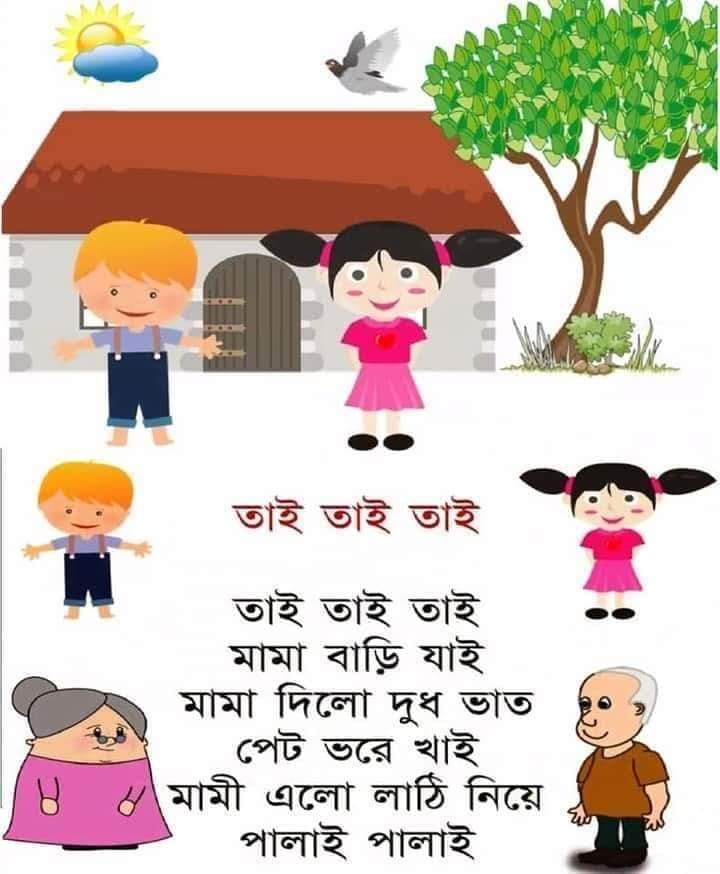 তাই তাই তাই
তাই তাই তাই
মামা বাড়ি যাই
মামা দিলো দুধ ভাত
পেট ভরে খাই
মামী এলো লাঠি নিয়ে
পালাই পালাই